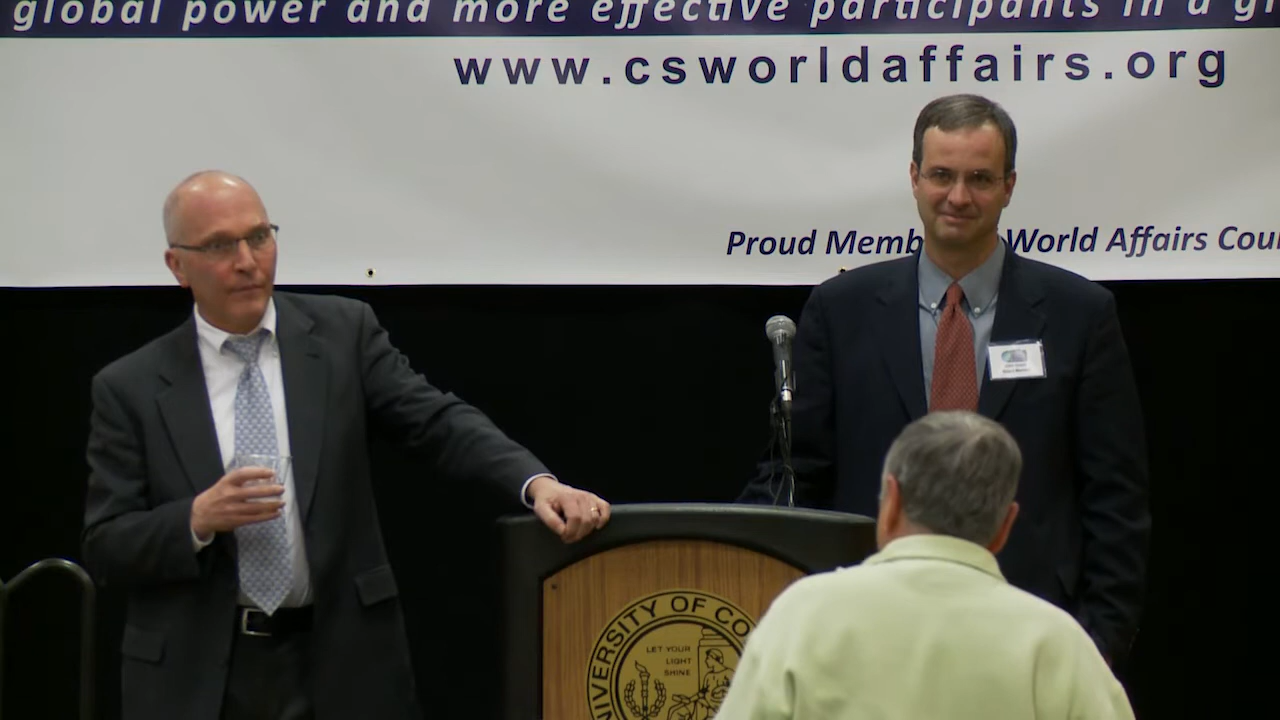 global power and more effective participants in a gl
www.csworldaffairs.org
Proud Memb World Affairs Cou
UNIVERSITY OF CO
LET YOUR
LIGHT
SHINE